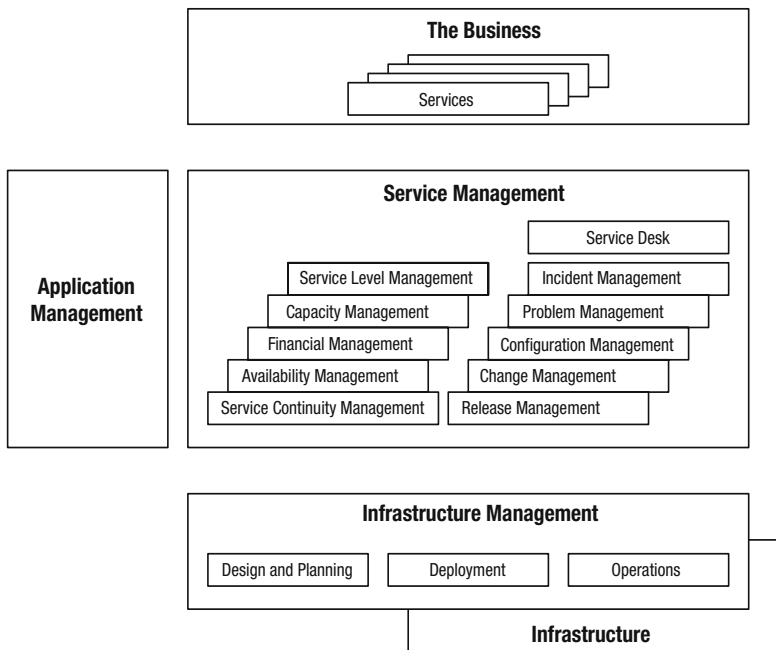 The Business
Services
Application
Management
Service Management
Service Desk
Service Level Management
Incident Management
Capacity Management
Problem Management
Financial Management
Configuration Management
Availability Management
Change Management
Service Continuity Management
Release Management
Infrastructure Management
Design and Planning
Deployment
Operations
Infrastructure